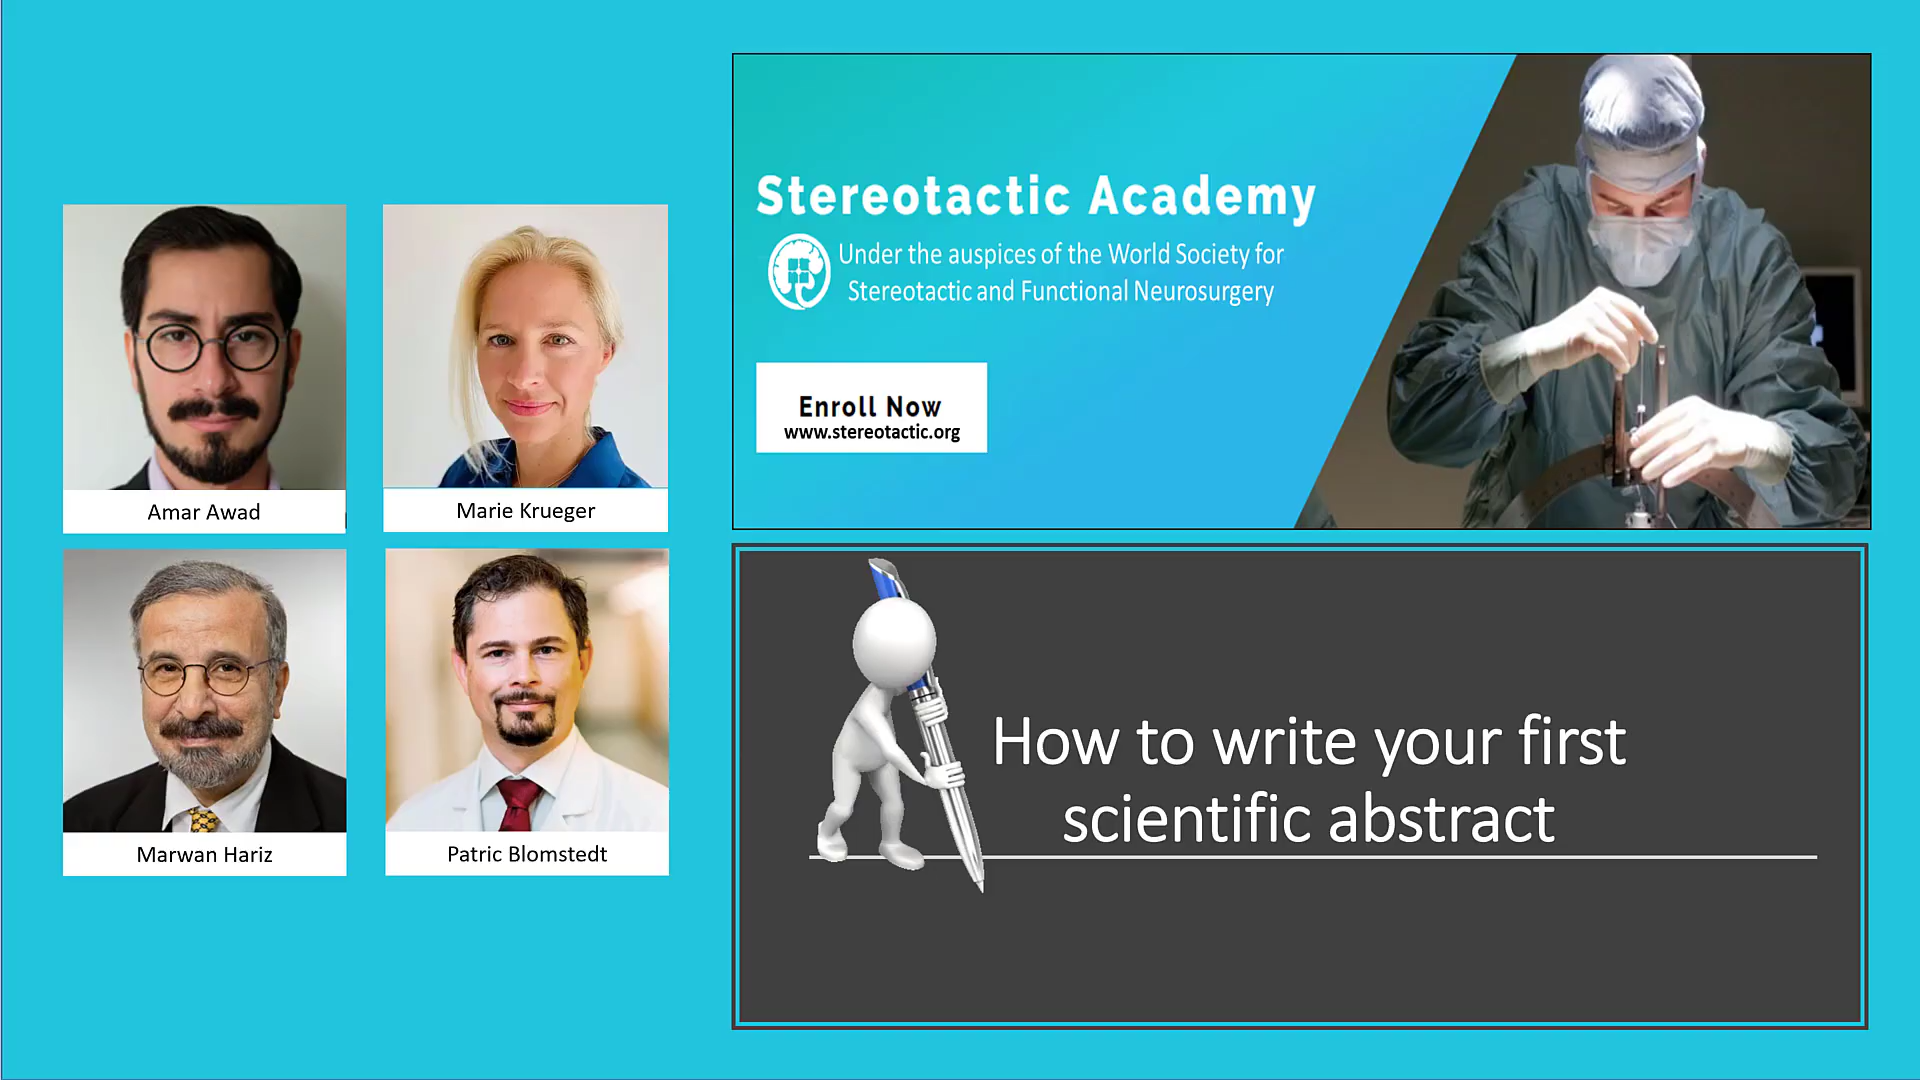 Amar Awad
Marie Krueger
Marwan Hariz
Patric Blomstedt
Stereotactic Academy
Under the auspices of the World Society for
Stereotactic and Functional Neurosurgery
Enroll Now
www.stereotactic.org
How to write your first
scientific abstract